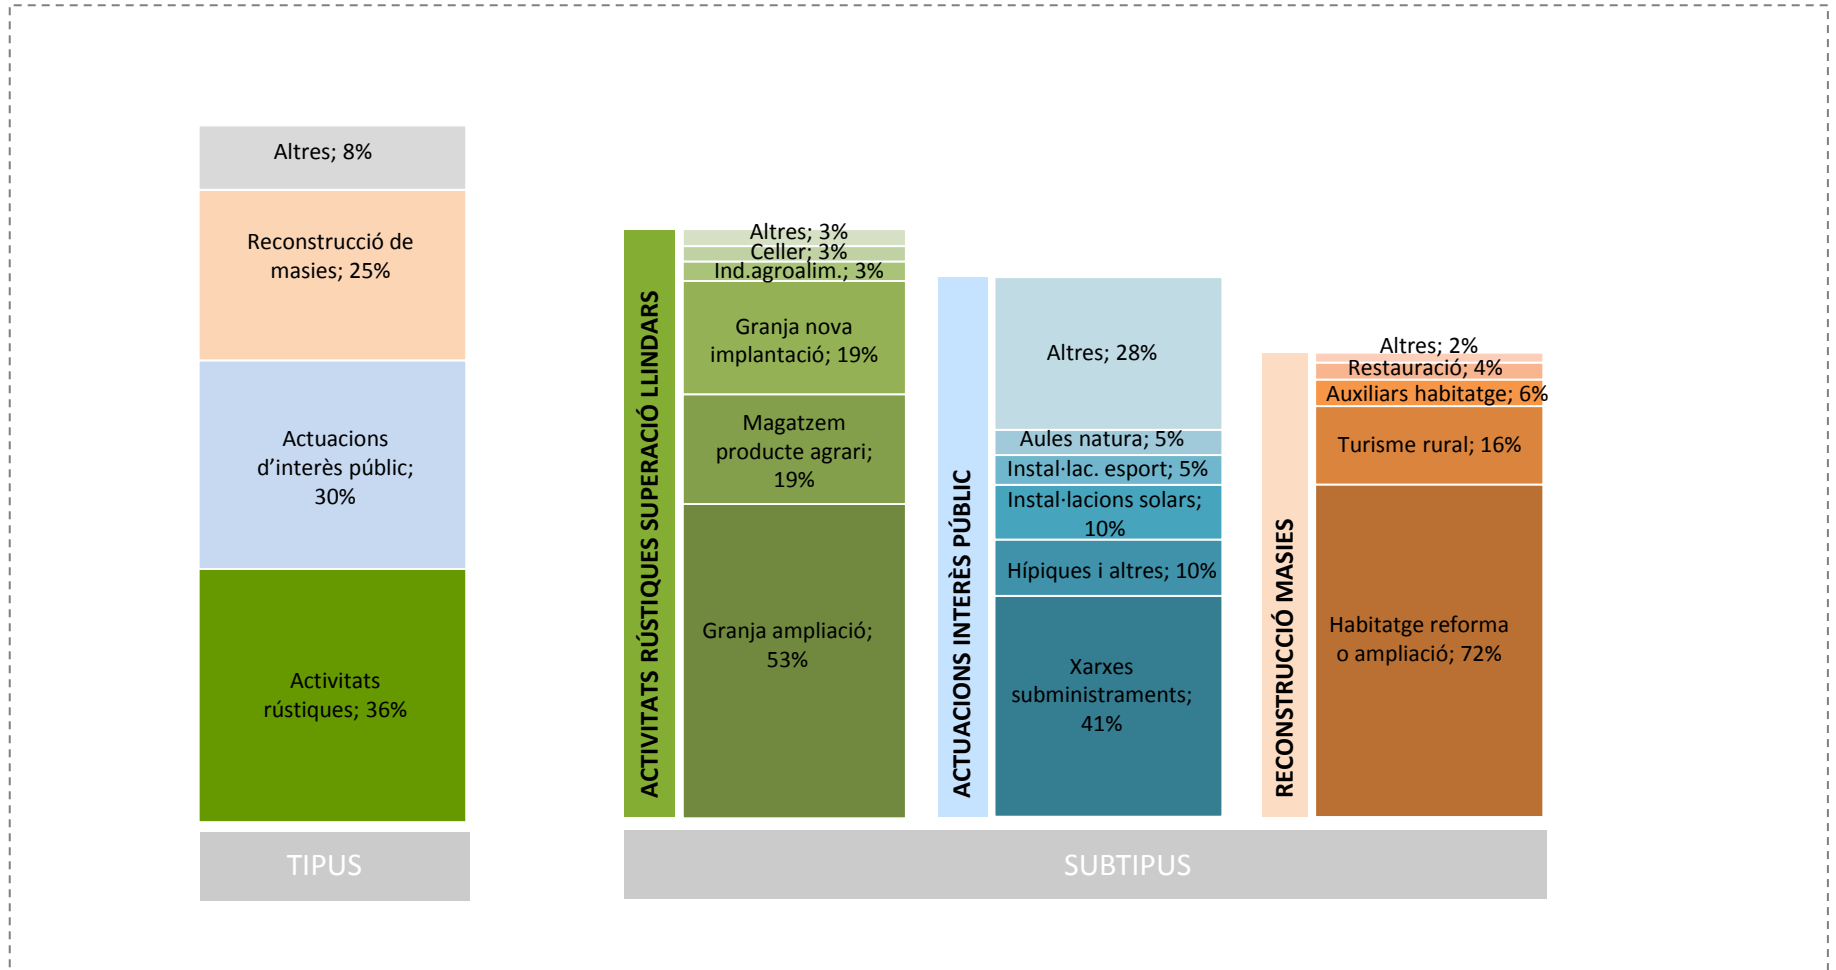 Altres; 8%
Reconstrucció de
masies; 25%
Actuacions
d’interès públic;
30%
Activitats
rústiques; 36%
TIPUS
ACTIVITATS RÚSTIQUES SUPERACIÓ LLINDARS
Altres; 3%
Celler; 3%
Ind.agroalim.; 3%
Granja nova
implantació; 19%
Magatzem
producte agrari;
19%
Granja ampliació;
53%
ACTUACIONS INTERÈS PÚBLIC
Altres; 28%
Aules natura; 5%
Instal·lac. esport; 5%
Instal·lacions solars;
10%
Hípiques i altres; 10%
Xarxes
subministraments;
41%
RECONSTRUCCIÓ MASIES
Altres; 2%
Restauració; 4%
Auxiliars habitatge; 6%
Turisme rural; 16%
Habitatge reforma
o ampliació; 72%
SUBTIPUS